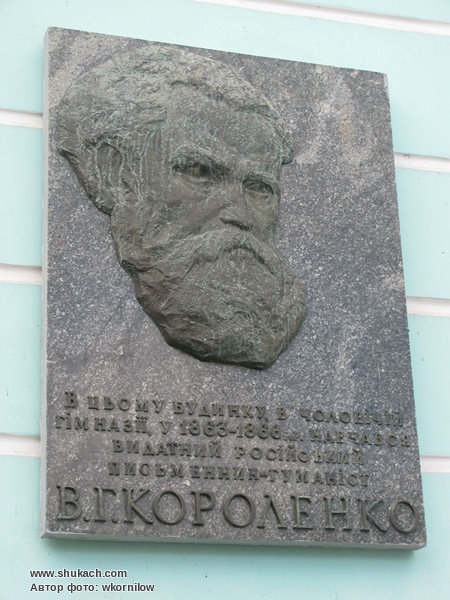 В ЦЬОМУ БУДИНКУ, В ЧОЛОВІЧІЙ
ГІМНАЗІЇ, У 1863-1866 рр. НАВЧАВСЯ
ВИДАТНИЙ РОСІЙСЬКИЙ
ПИСЬМЕННИК-ГУМАНІСТ
В.Г.КОРОЛЕНКО
www.shukach.com
Автор фото: wkornilow